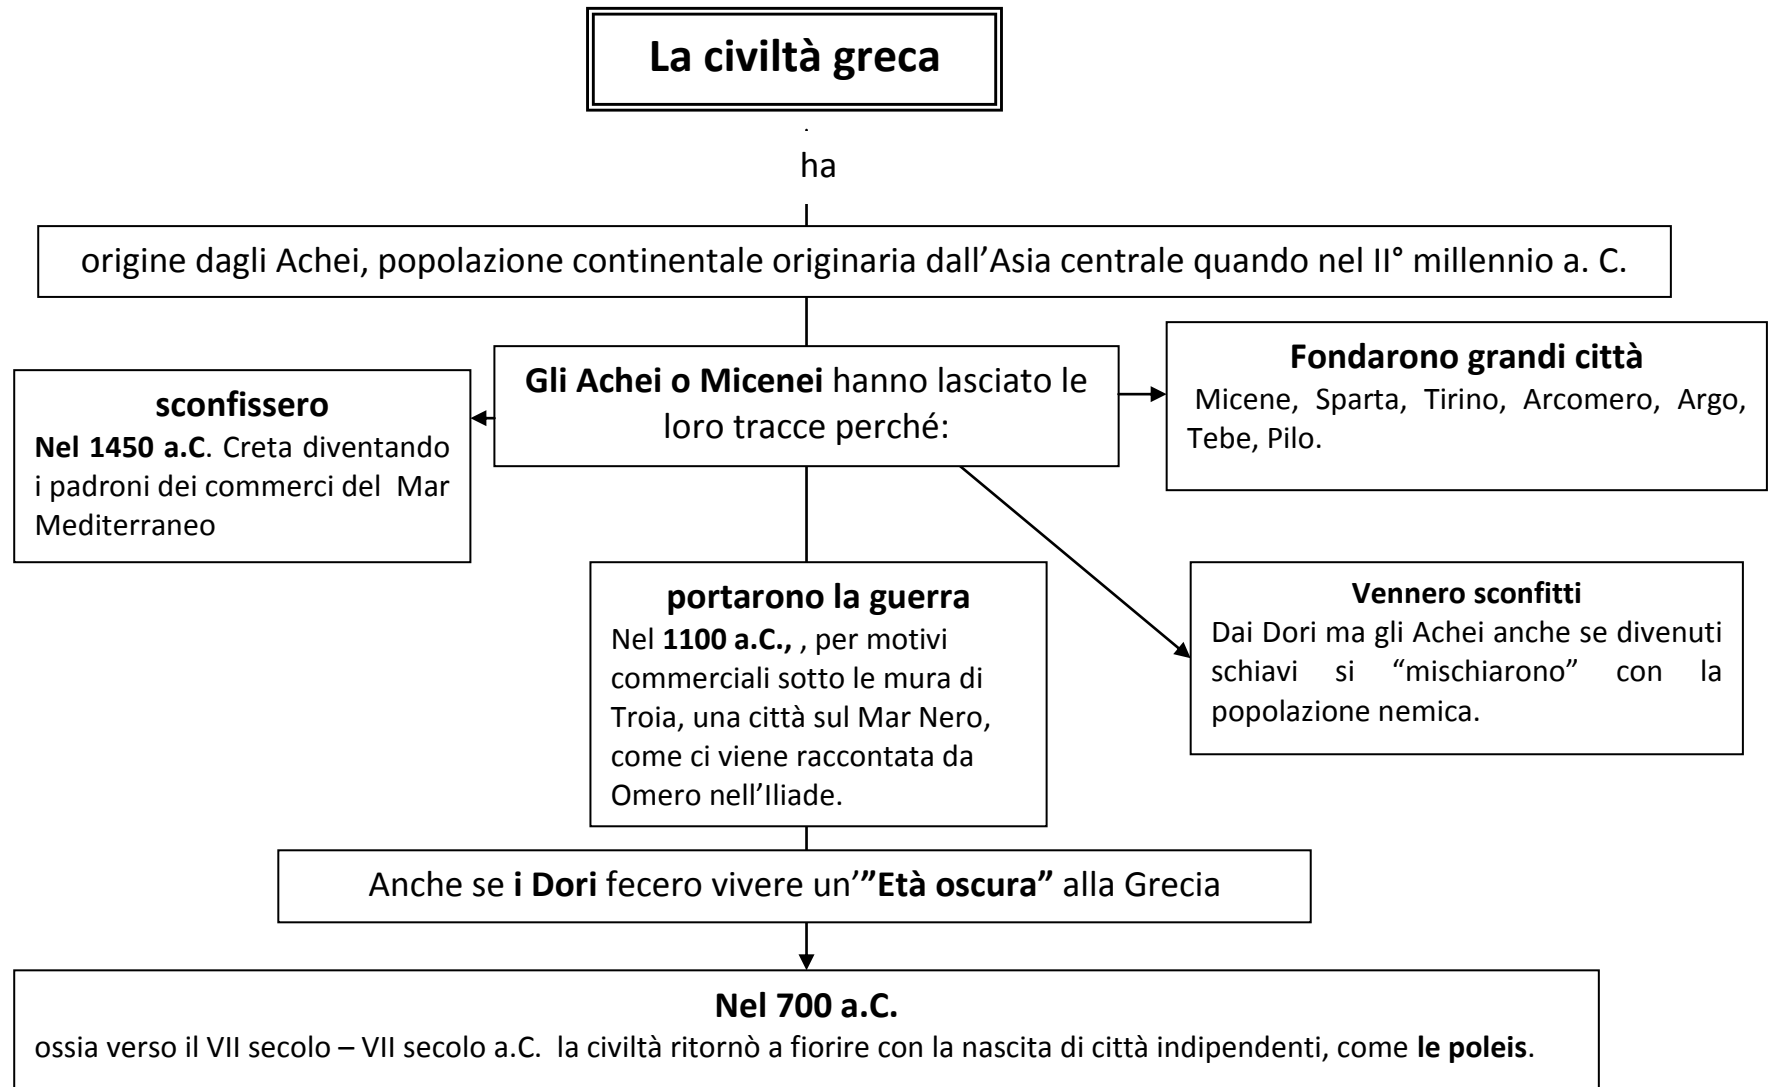 La civiltà greca
ha
origine dagli Achei, popolazione continentale originaria dall’Asia centrale quando nel II° millennio a. C.
Gli Achei o Micenei hanno lasciato le
loro tracce perché:
sconfissero
Nel 1450 a.C. Creta diventando
i padroni dei commerci del Mar
Mediterraneo
Fondarono grandi città
Micene, Sparta, Tirino, Arcomero, Argo,
Tebe, Pilo.
portarono la guerra
Nel 1100 a.C., , per motivi
commerciali sotto le mura di
Troia, una città sul Mar Nero,
come ci viene raccontata da
Omero nell’Iliade.
Vennero sconfitti
Dai Dori ma gli Achei anche se divenuti
schiavi si “mischiarono” con la
popolazione nemica.
Anche se i Dori fecero vivere un’”Età oscura” alla Grecia
Nel 700 a.C.
ossia verso il VII secolo – VII secolo a.C. la civiltà ritornò a fiorire con la nascita di città indipendenti, come le poleis.